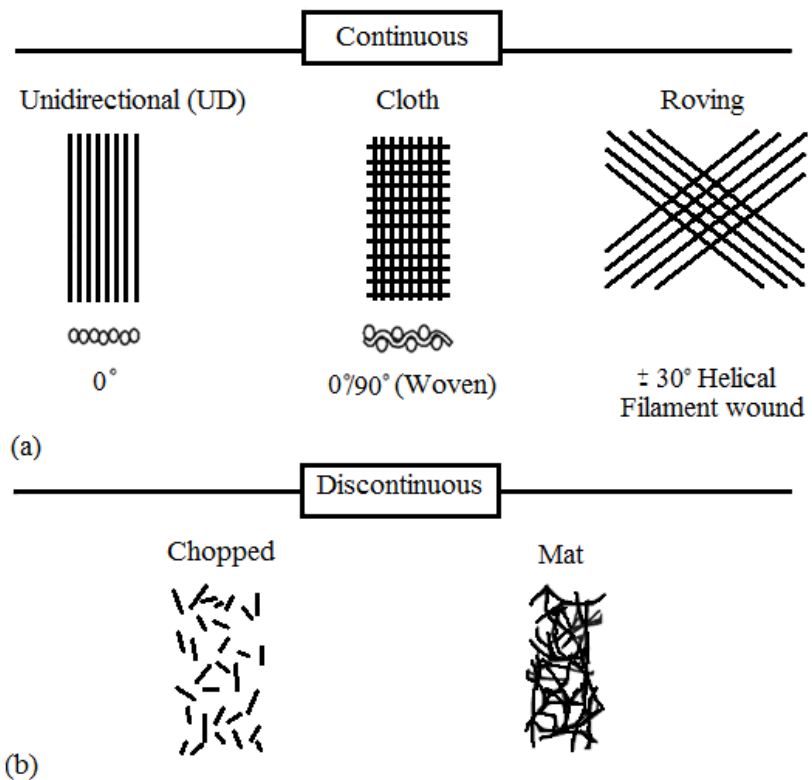 Continuous
Unidirectional (UD)
Cloth
Roving
0°
0°/90° (Woven)
± 30° Helical
Filament wound
(a)
Discontinuous
Chopped
Mat
(b)